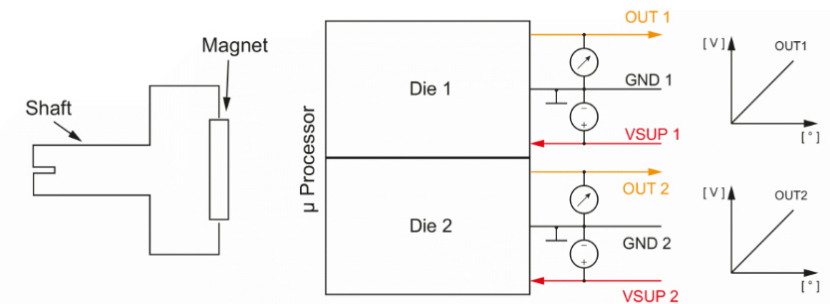 Magnet
Shaft
µ Processor
Die 1
OUT 1
GND 1
VSUP 1
Die 2
OUT 2
GND 2
VSUP 2
[ V ]
OUT1
[ ° ]
[ V ]
OUT2
[ ° ]